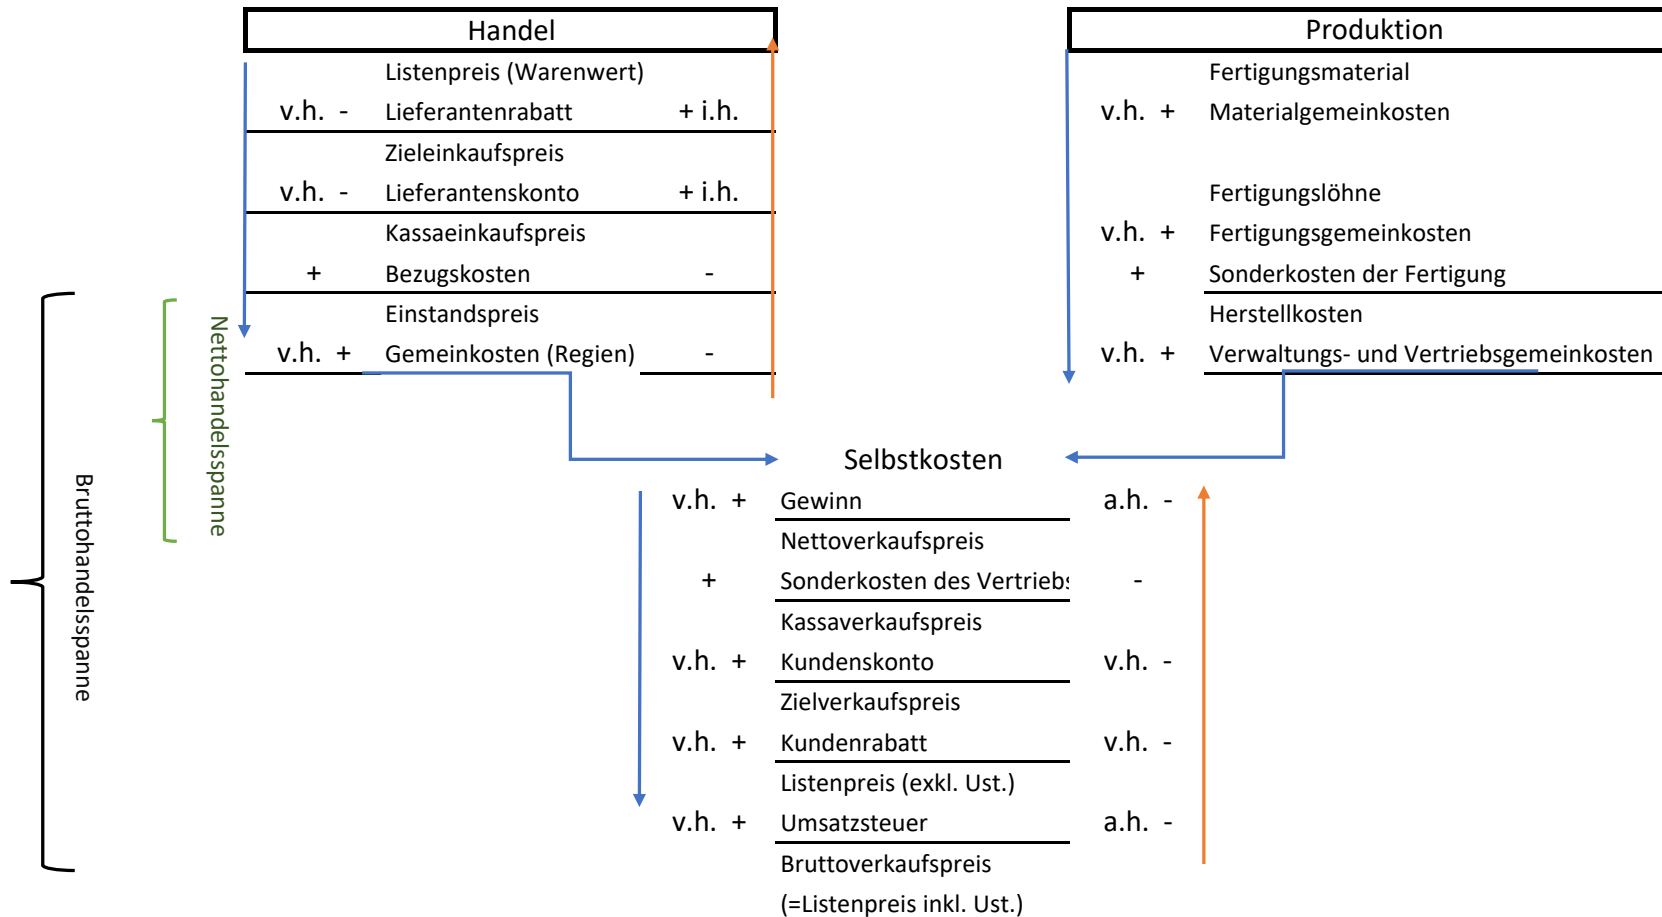 Handel
Listenpreis (Warenwert)
v.h. - Lieferantenrabatt + i.h.
Zieleinkaufspreis
v.h. - Lieferantenskonto + i.h.
Kassaeinkaufspreis
+ Bezugskosten -
Einstandspreis
v.h. + Gemeinkosten (Regien) -
Produktion
Fertigungsmaterial
v.h. + Materialgemeinkosten
Fertigungslöhne
v.h. + Fertigungsgemeinkosten
+ Sonderkosten der Fertigung
Herstellkosten
v.h. + Verwaltungs- und Vertriebsgemeinkosten
Nettohandelsspanne
Bruttohandelsspanne
Selbstkosten
v.h. + Gewinn a.h. -
Nettoverkaufspreis
+ Sonderkosten des Vertriebs -
Kassaverkaufspreis
v.h. + Kundenskonto v.h. -
Zielverkaufspreis
v.h. + Kundenrabatt v.h. -
Listenpreis (exkl. Ust.)
v.h. + Umsatzsteuer a.h. -
Bruttoverkaufspreis
(=Listenpreis inkl. Ust.)